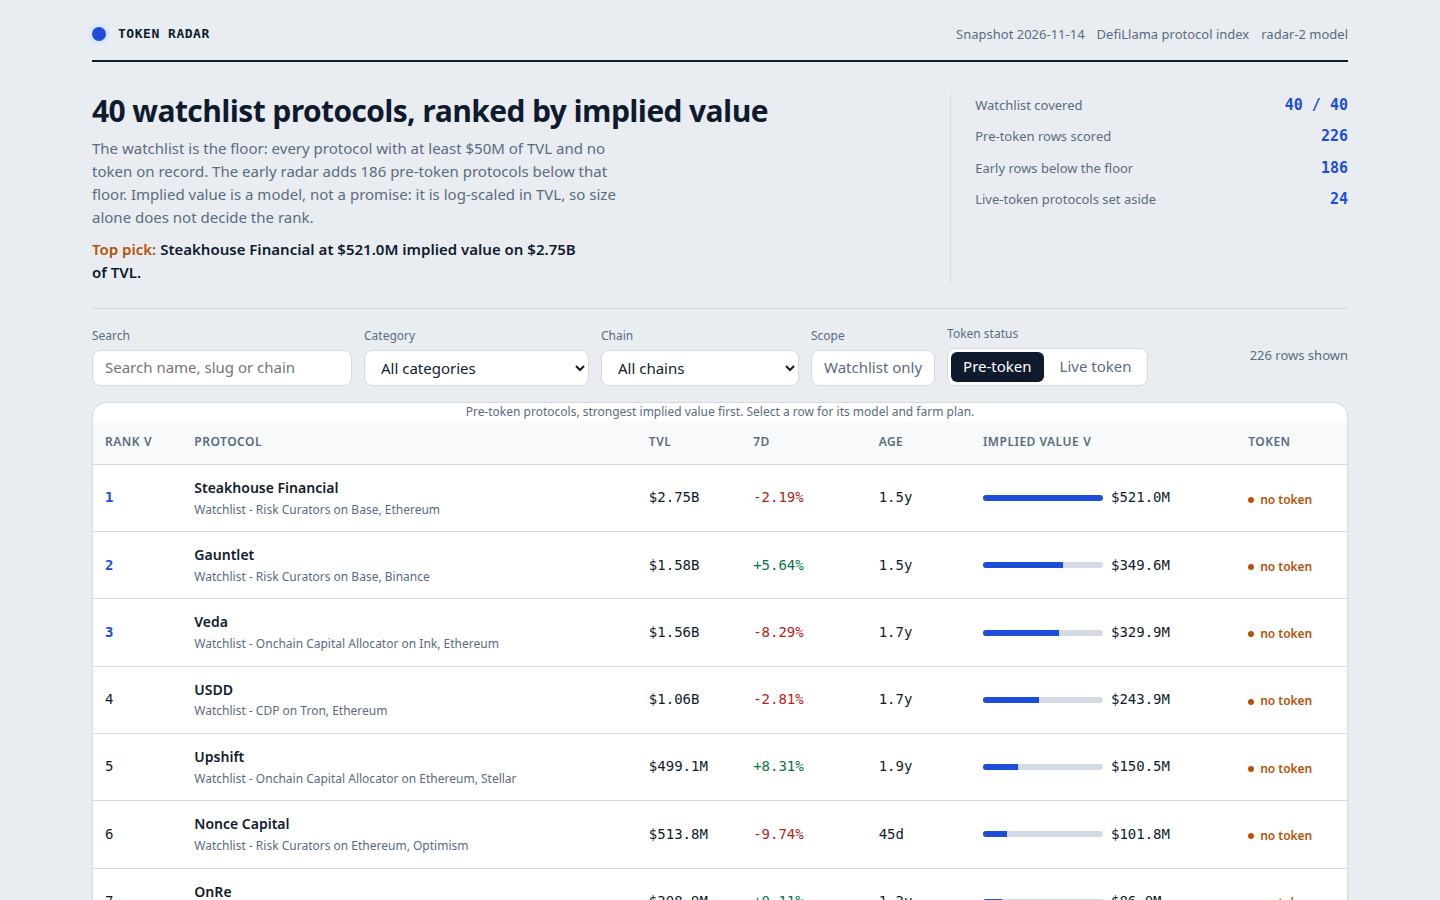 TOKEN RADAR
Snapshot 2026-11-14 DefiLlama protocol index radar-2 model
40 watchlist protocols, ranked by implied value
The watchlist is the floor: every protocol with at least $50M of TVL and no
token on record. The early radar adds 186 pre-token protocols below that
floor. Implied value is a model, not a promise: it is log-scaled in TVL, so size
alone does not decide the rank.
Top pick: Steakhouse Financial at $521.0M implied value on $2.75B
of TVL.
Watchlist covered 40 / 40
Pre-token rows scored 226
Early rows below the floor 186
Live-token protocols set aside 24
Search Category Chain Scope Token status
Search name, slug or chain All categories All chains Watchlist only Pre-token Live token 226 rows shown
Pre-token protocols, strongest implied value first. Select a row for its model and farm plan.
RANK V PROTOCOL TVL 7D AGE IMPLIED VALUE V TOKEN
1 Steakhouse Financial $2.75B -2.19% 1.5y $521.0M no token
Watchlist - Risk Curators on Base, Ethereum
2 Gauntlet $1.58B +5.64% 1.5y $349.6M no token
Watchlist - Risk Curators on Base, Binance
3 Veda $1.56B -8.29% 1.7y $329.9M no token
Watchlist - Onchain Capital Allocator on Ink, Ethereum
4 USDD $1.06B -2.81% 1.7y $243.9M no token
Watchlist - CDP on Tron, Ethereum
5 Upshift $499.1M +8.31% 1.9y $150.5M no token
Watchlist - Onchain Capital Allocator on Ethereum, Stellar
6 Nonce Capital $513.8M -9.74% 45d $101.8M no token
Watchlist - Risk Curators on Ethereum, Optimism
OnRe